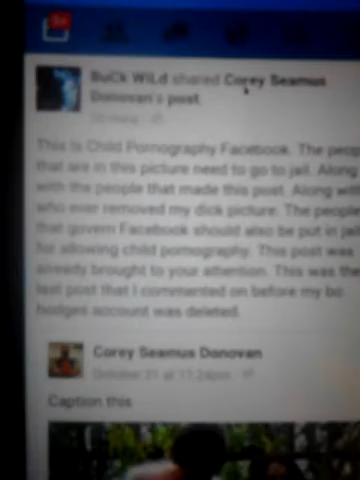 BuCk WiLd shared Corey Seamus
Donovan's post.
This Is Child Pornography Facebook. The peop
that are in this picture need to go to jail. Along
with the people that made this post. Along wit
who ever removed my dick picture. The people
that govern Facebook should also be put in jail
for allowing child pornography. This post was
already brought to your attention. This was the
last post that I commented on before my bo
hodges account was deleted.
Corey Seamus Donovan
October 21 at 11:24pm
Caption this